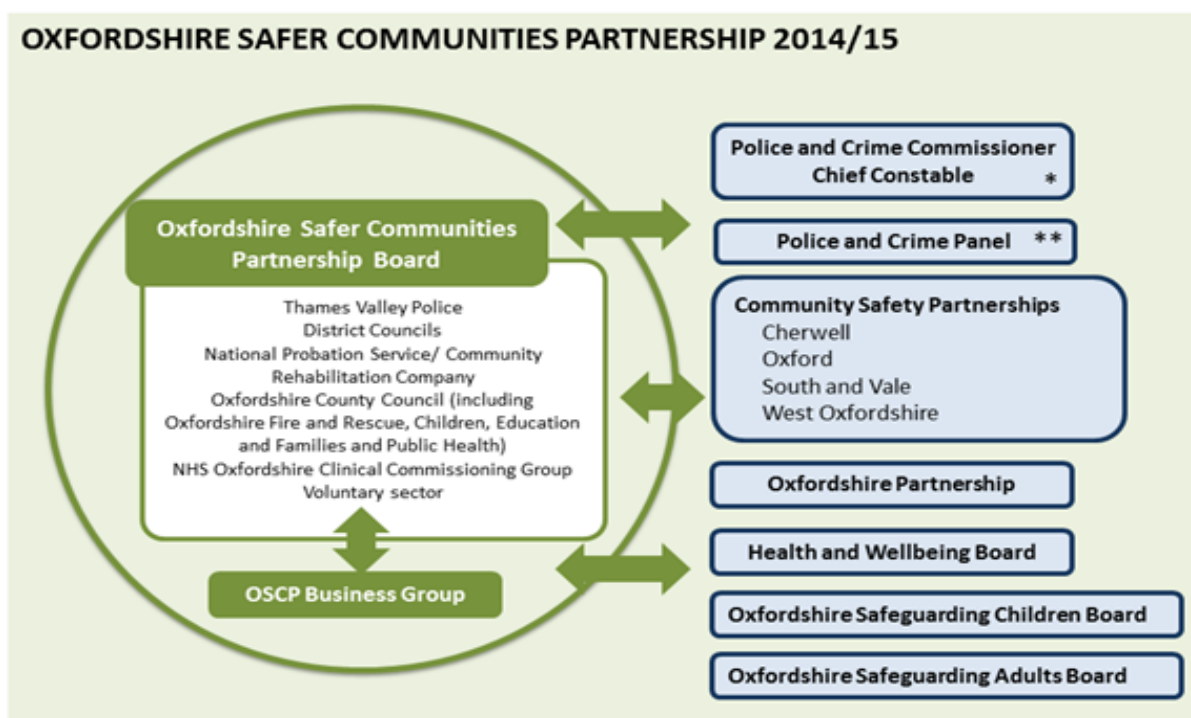 OXFORDSHIRE SAFER COMMUNITIES PARTNERSHIP 2014/15
Oxfordshire Safer Communities
Partnership Board
Thames Valley Police
District Councils
National Probation Service/ Community
Rehabilitation Company
Oxfordshire County Council (including
Oxfordshire Fire and Rescue, Children, Education
and Families and Public Health)
NHS Oxfordshire Clinical Commissioning Group
Voluntary sector
OSCP Business Group
Police and Crime Commissioner
Chief Constable *
Police and Crime Panel **
Community Safety Partnerships
Cherwell
Oxford
South and Vale
West Oxfordshire
Oxfordshire Partnership
Health and Wellbeing Board
Oxfordshire Safeguarding Children Board
Oxfordshire Safeguarding Adults Board